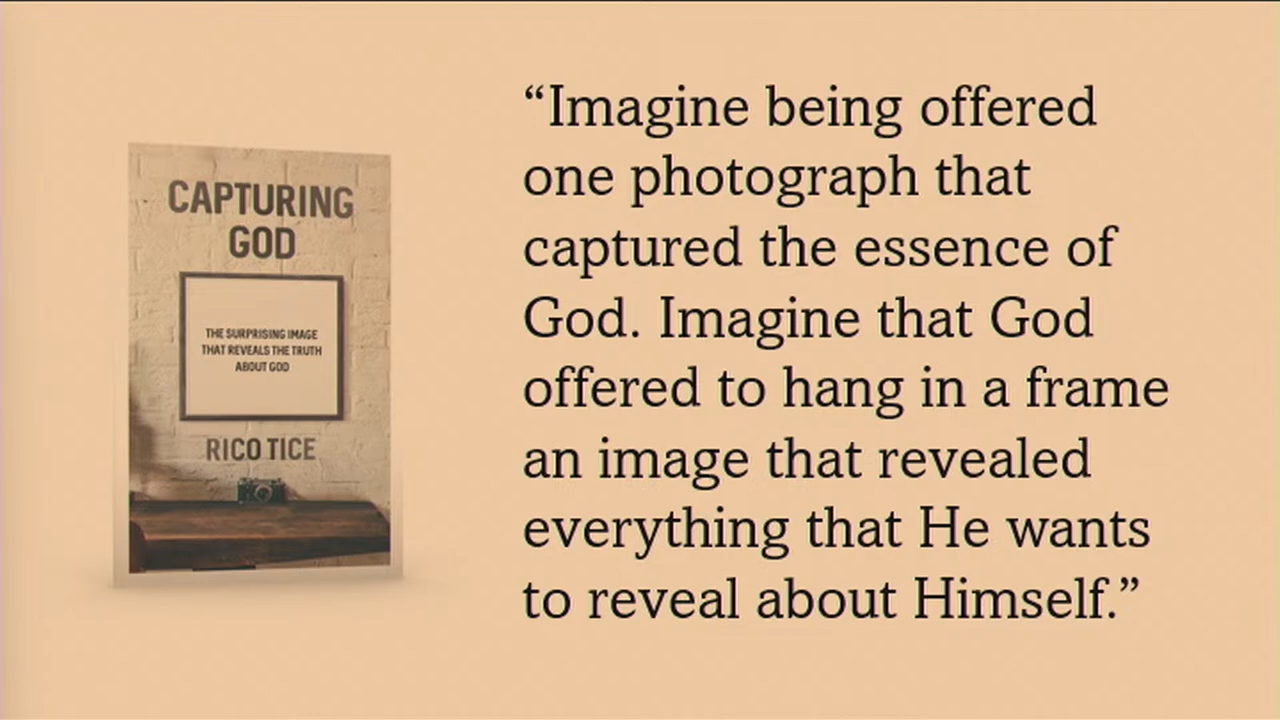 CAPTURING
GOD
THE SURPRISING IMAGE
THAT REVEALS THE TRUTH
ABOUT GOD
RICO TICE
“Imagine being offered
one photograph that
captured the essence of
God. Imagine that God
offered to hang in a frame
an image that revealed
everything that He wants
to reveal about Himself.”